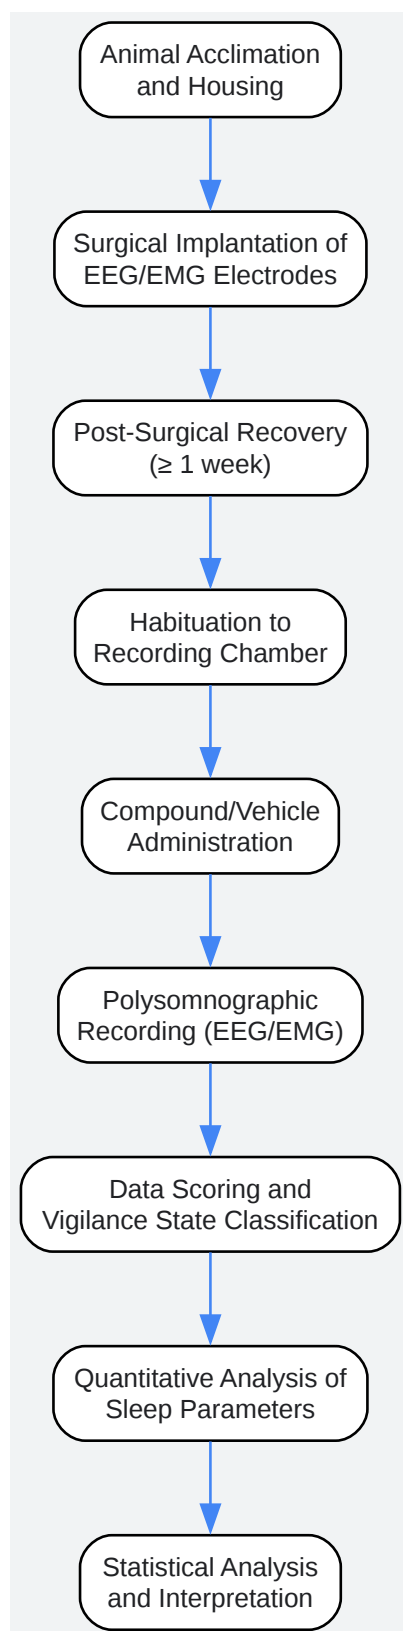 Animal Acclimation
and Housing
Surgical Implantation of
EEG/EMG Electrodes
Post-Surgical Recovery
(≥ 1 week)
Habituation to
Recording Chamber
Compound/Vehicle
Administration
Polysomnographic
Recording (EEG/EMG)
Data Scoring and
Vigilance State Classification
Quantitative Analysis of
Sleep Parameters
Statistical Analysis
and Interpretation